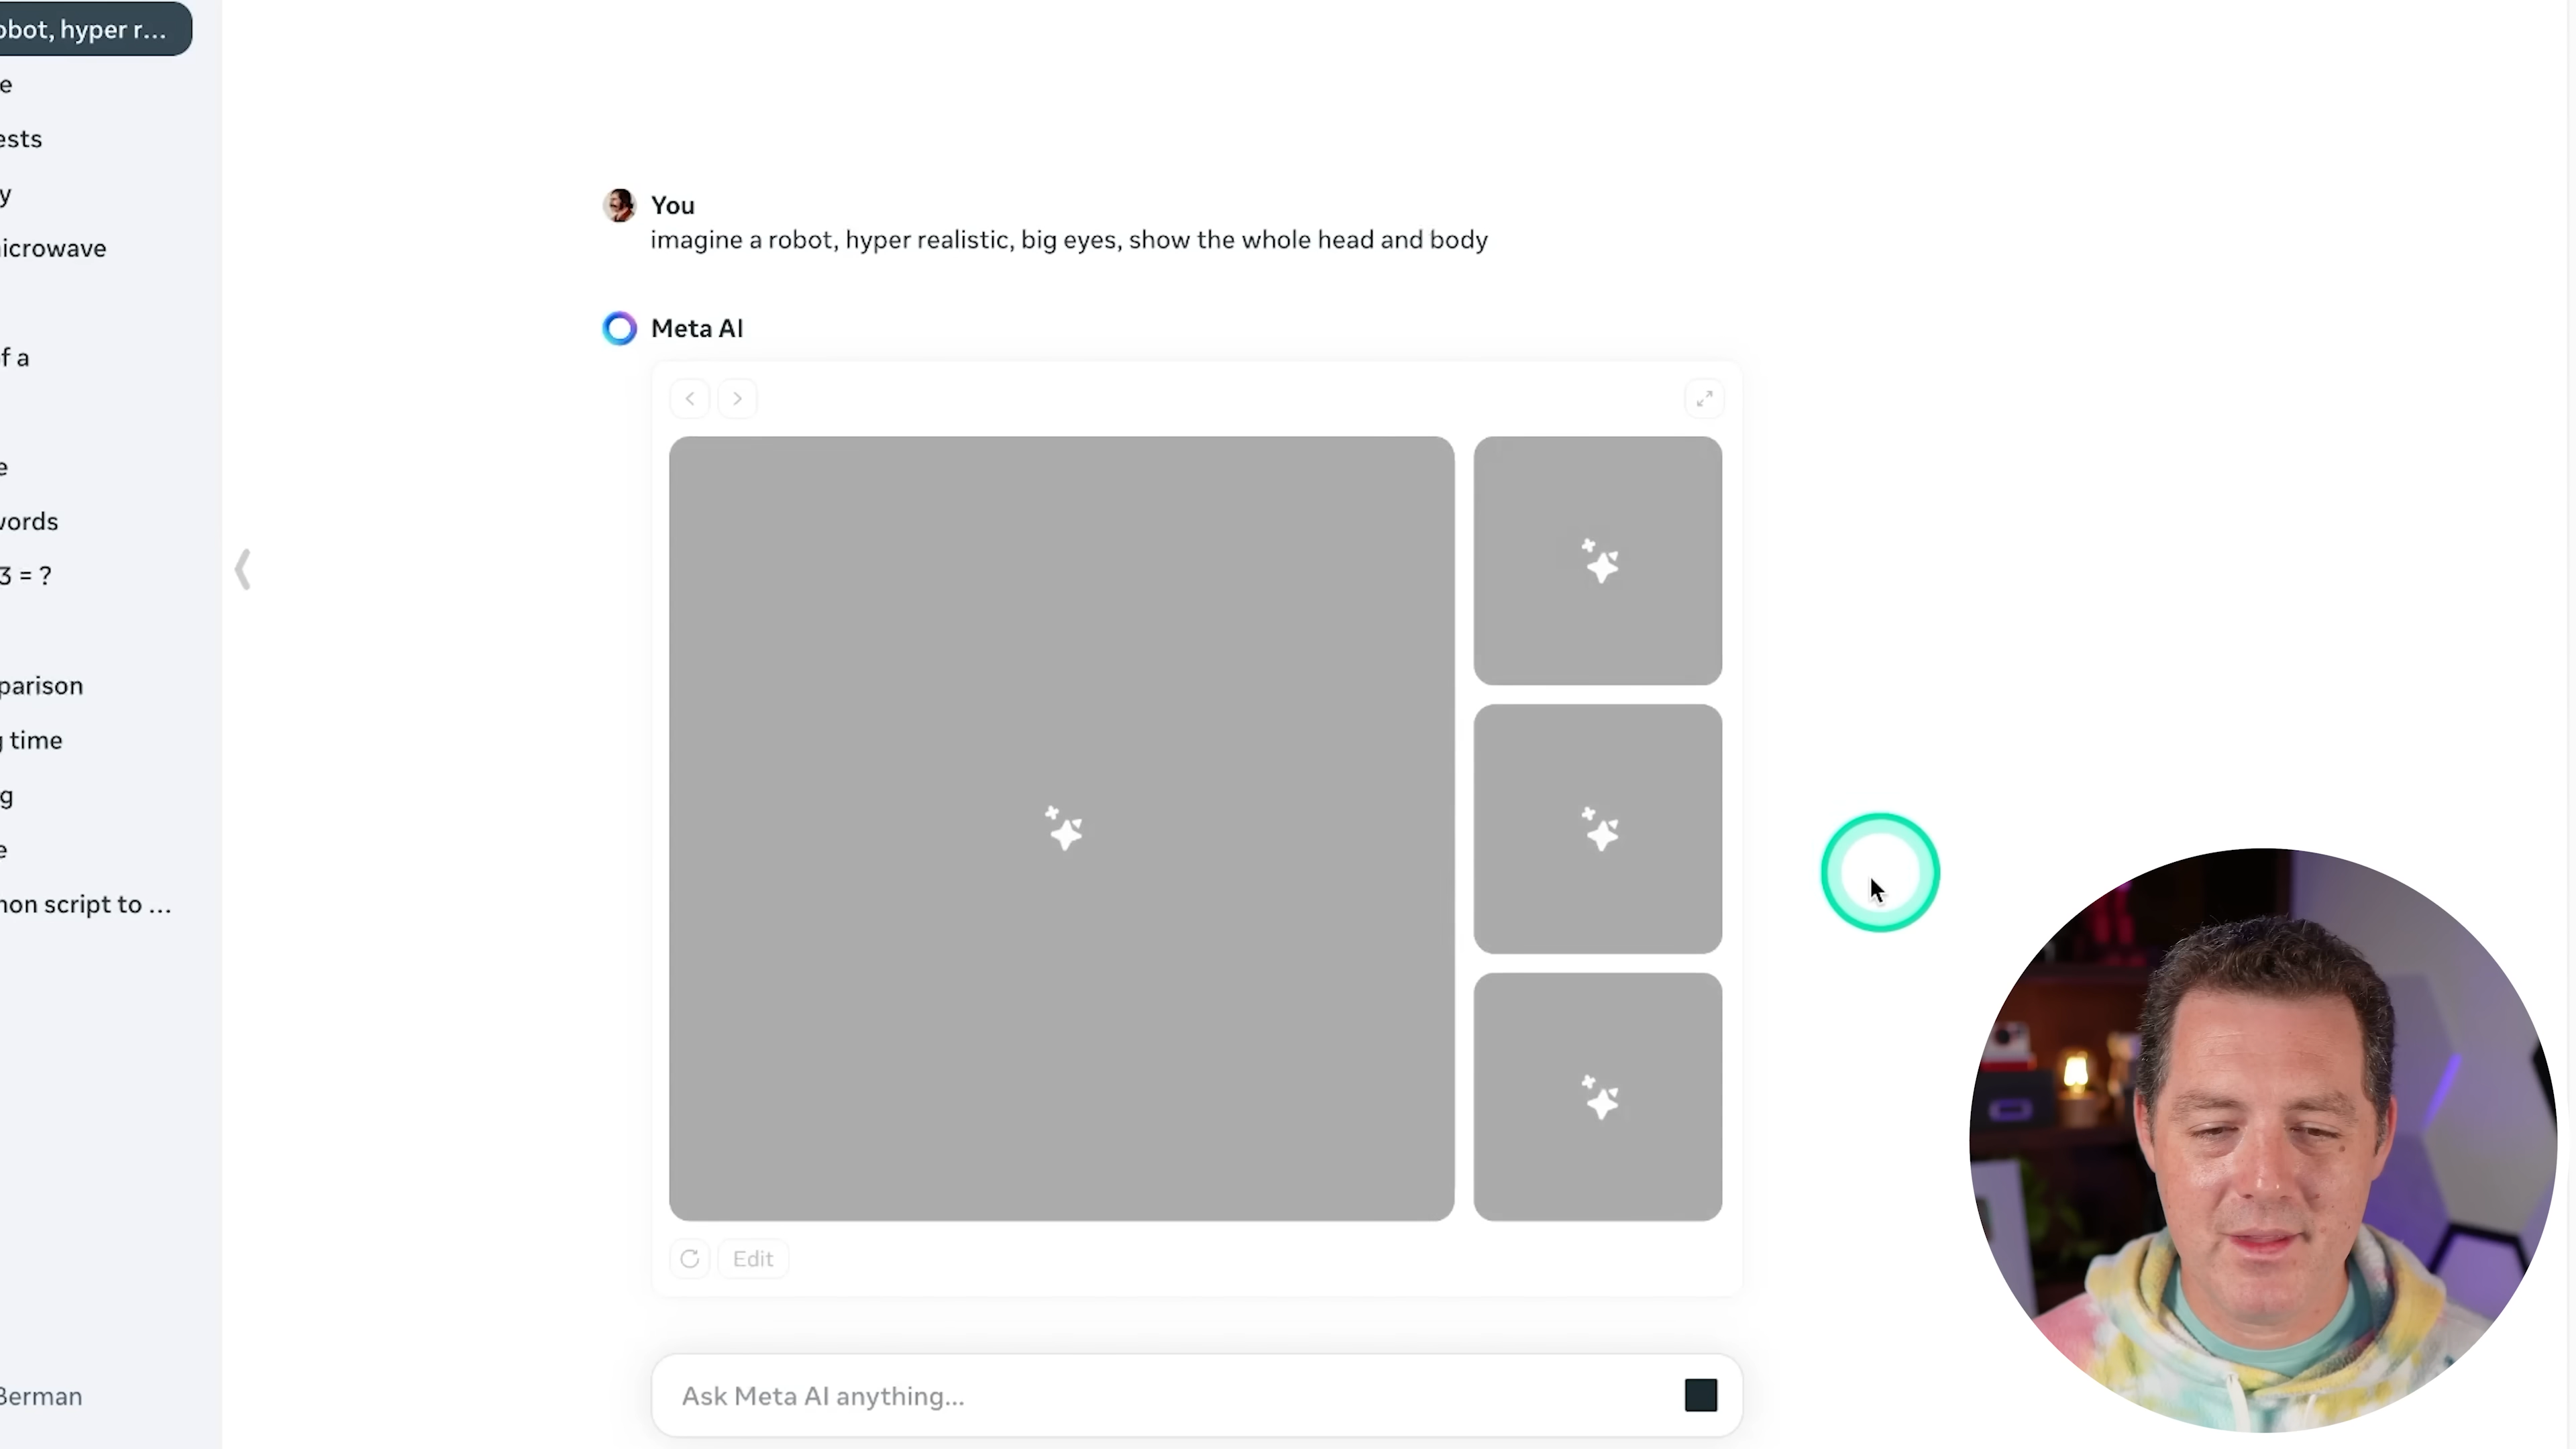 obot, hyper r...
e
ests
y
icrowave
f a
e
vords
3 = ?
parison
g time
g
e
non script to ...
Berman
You
imagine a robot, hyper realistic, big eyes, show the whole head and body
Meta AI
Edit
Ask Meta AI anything...